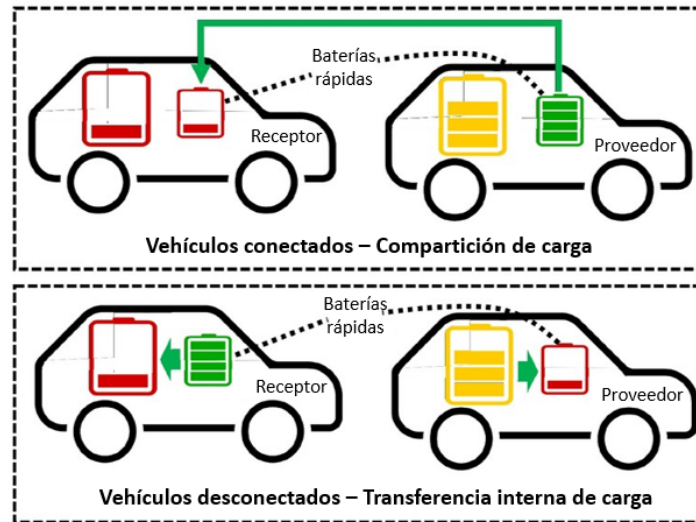 Baterías
rápidas
Receptor
Proveedor
Vehículos conectados – Compartición de carga
Baterías
rápidas
Receptor
Proveedor
Vehículos desconectados – Transferencia interna de carga